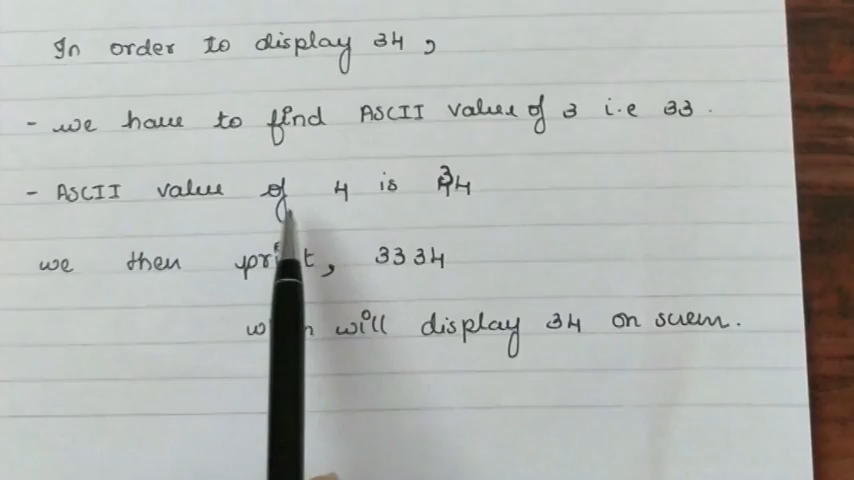 In order to display 34,
- we have to find ASCII value of 3 i.e 33.
- ASCII value of 4 is 34
we then print, 3334
will display 34 on screen.